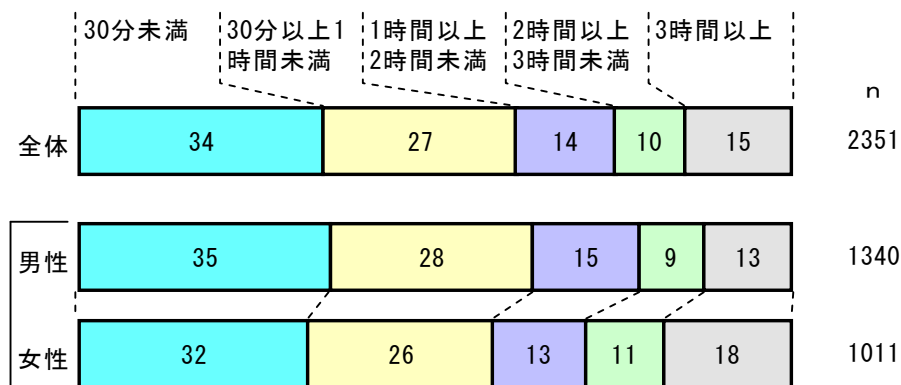 30分未満
30分以上1
時間未満
1時間以上
2時間未満
2時間以上
3時間未満
3時間以上
n
全体 34 27 14 10 15 2351
男性 35 28 15 9 13 1340
女性 32 26 13 11 18 1011